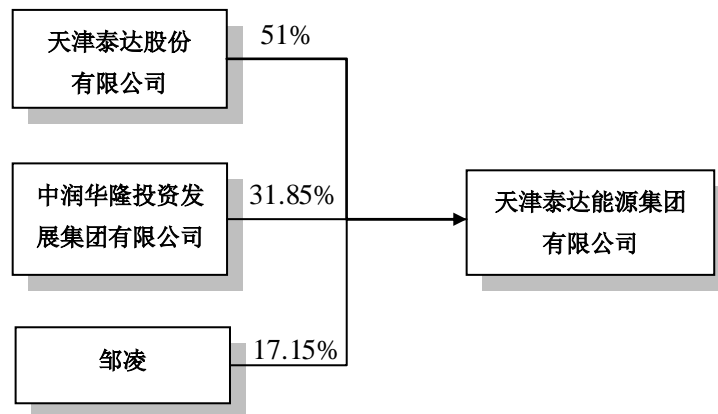 天津泰达股份
有限公司
51%
中润华隆投资发
展集团有限公司
31.85%
天津泰达能源集团
有限公司
邹凌
17.15%